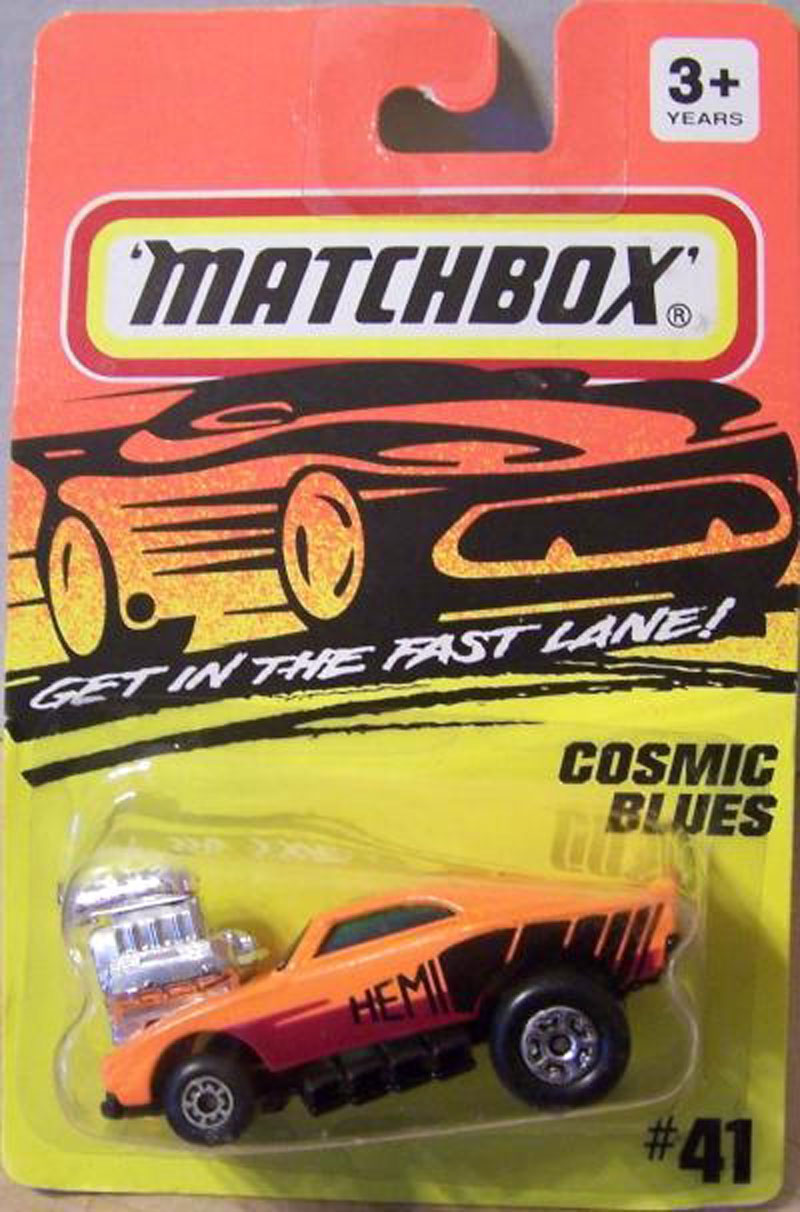 3+
YEARS
'MATCHBOX'®
GET IN THE FAST LANE!
COSMIC
BLUES
HEMI
#41